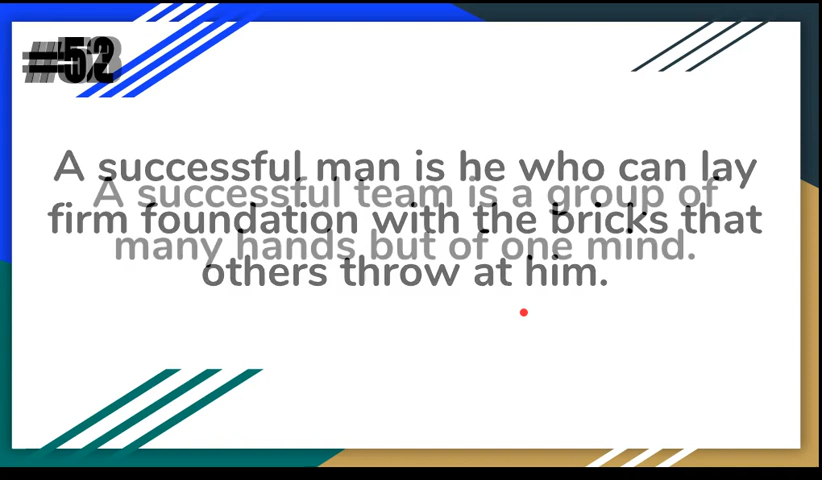 A successful man is he who can lay
firm foundation with the bricks that
others throw at him.
A successful team is a group of
many hands but of one mind.